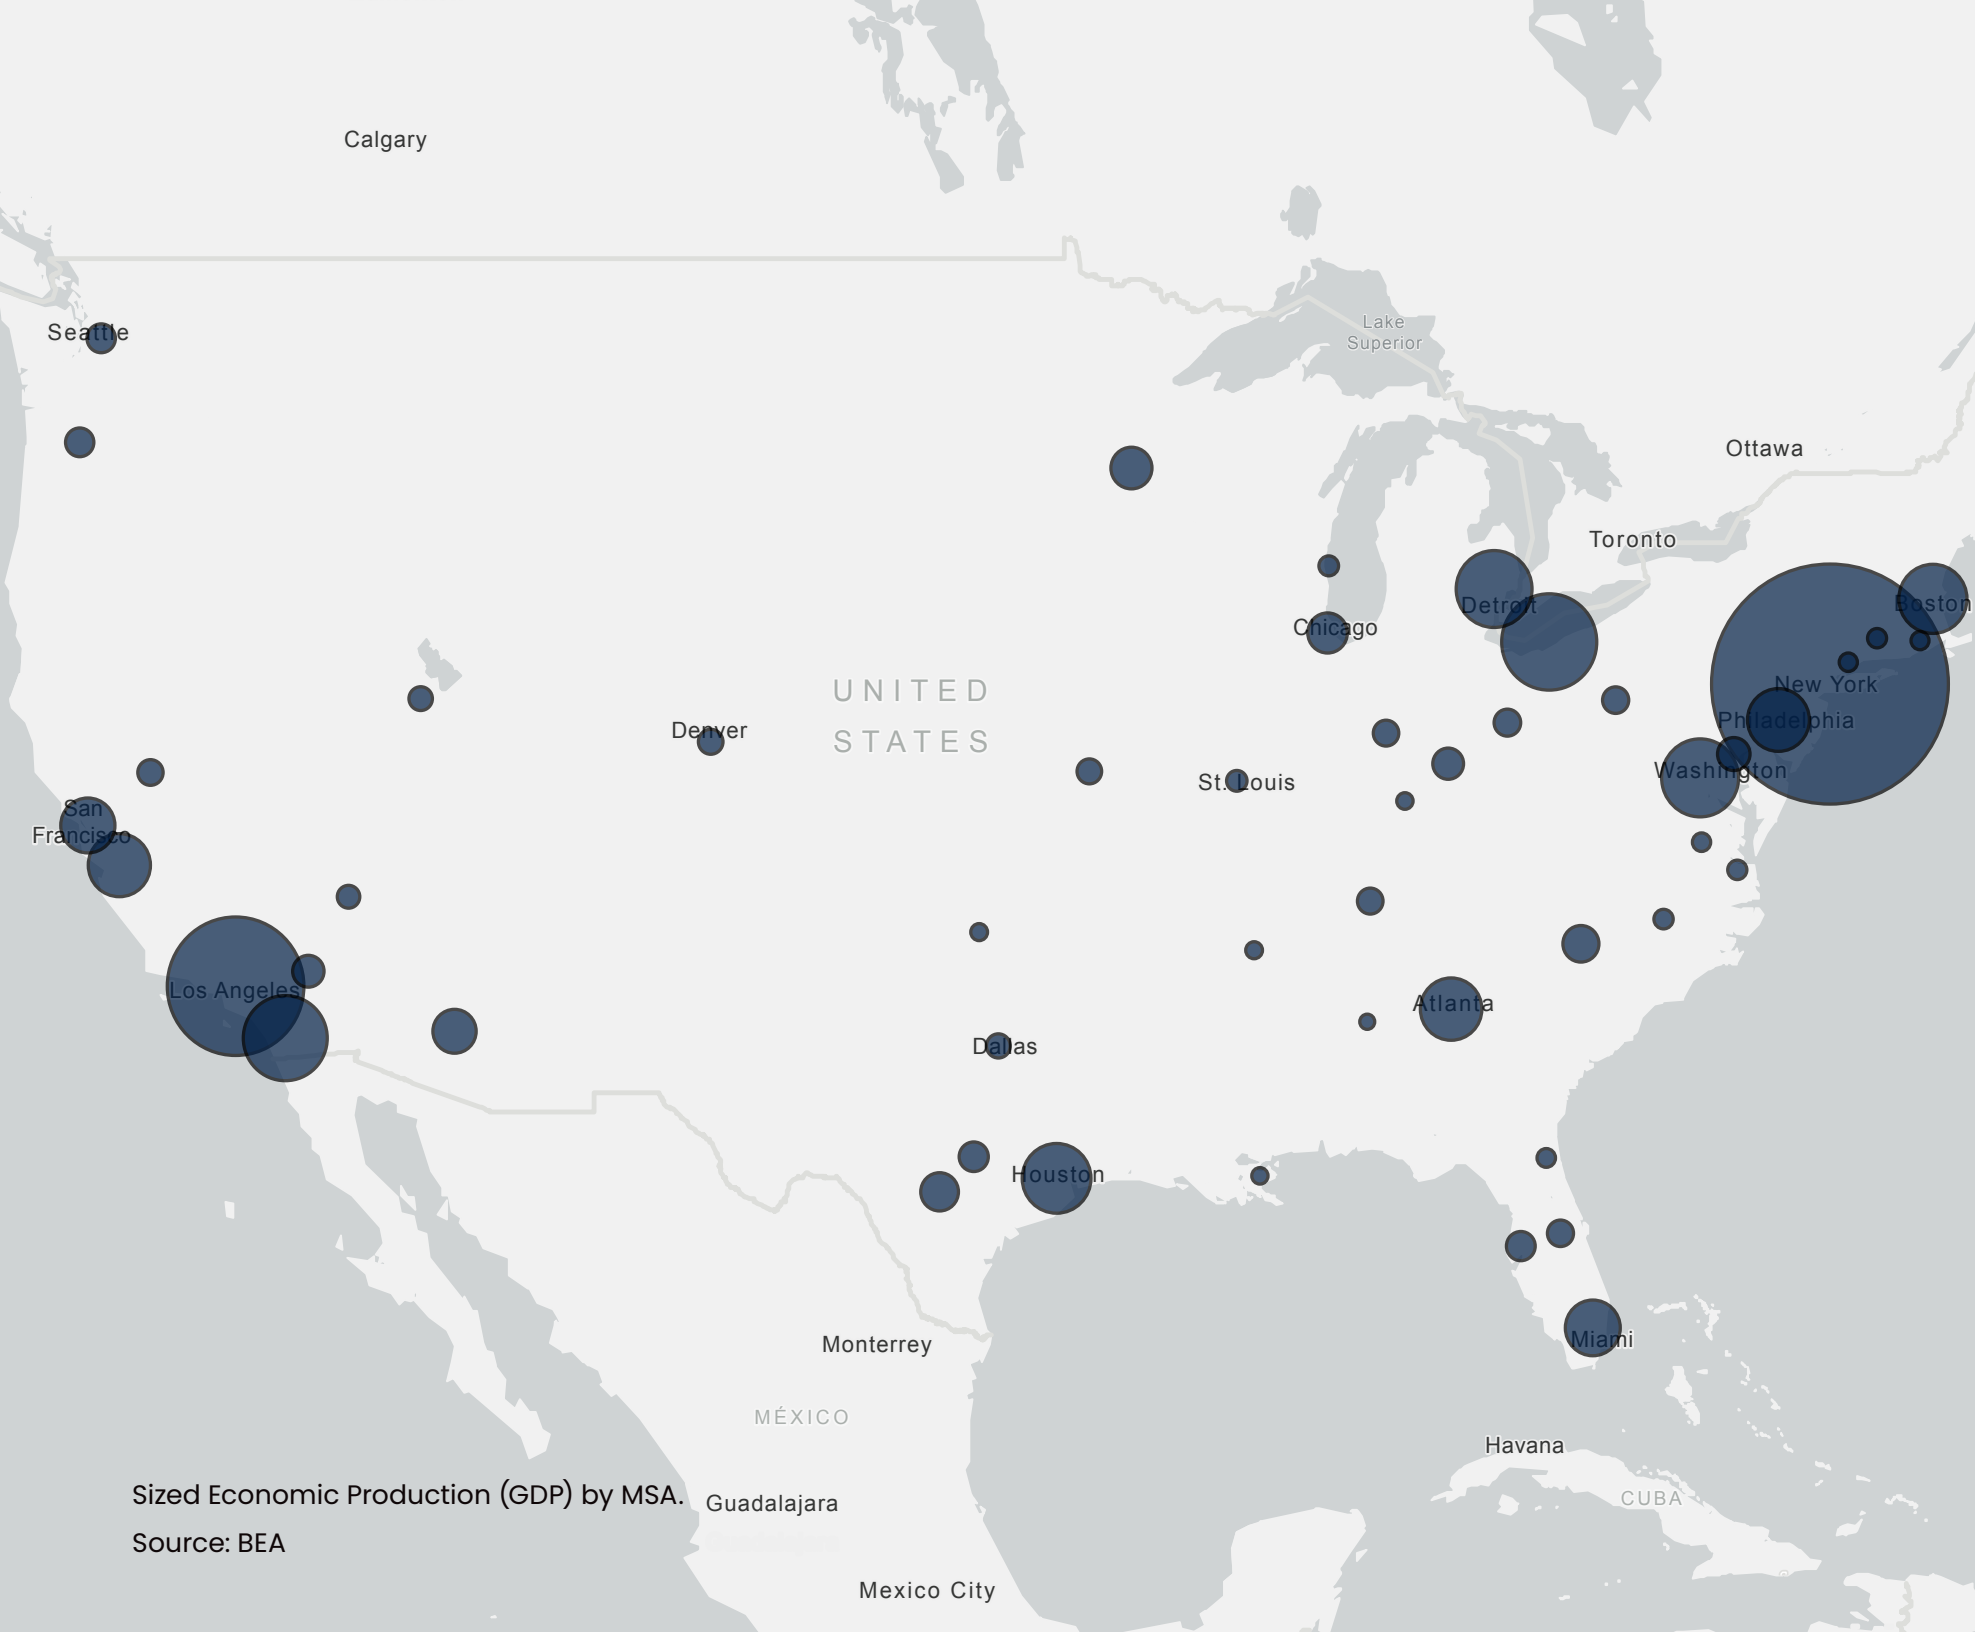 Calgary
Seattle
Lake
Superior
Ottawa
Toronto
Detroit
Boston
Chicago
UNITED
STATES
New York
Philadelphia
Denver
Washington
St. Louis
San
Francisco
Los Angeles
Atlanta
Dallas
Houston
Miami
Monterrey
MÉXICO
Havana
CUBA
Sized Economic Production (GDP) by MSA.
Guadalajara
Source: BEA
Mexico City